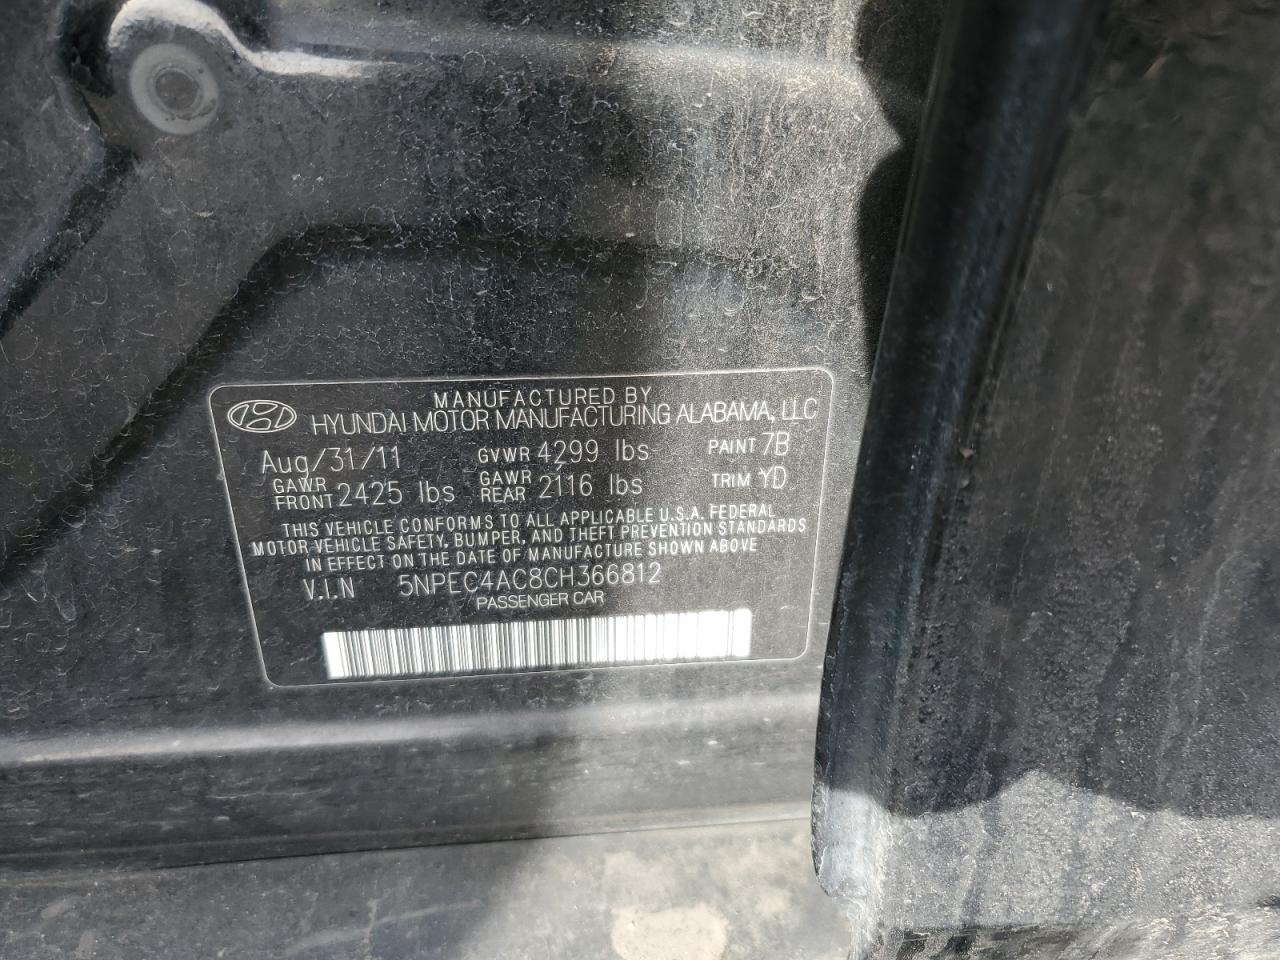 MANUFACTURED BY
HYUNDAI MOTOR MANUFACTURING ALABAMA, LLC
Aug/31/11 GVWR 4299 lbs PAINT 7B
GAWR FRONT 2425 lbs GAWR REAR 2116 lbs TRIM YD
THIS VEHICLE CONFORMS TO ALL APPLICABLE U.S.A. FEDERAL
MOTOR VEHICLE SAFETY, BUMPER, AND THEFT PREVENTION STANDARDS
IN EFFECT ON THE DATE OF MANUFACTURE SHOWN ABOVE
V.I.N 5NPEC4AC8CH366812
PASSENGER CAR